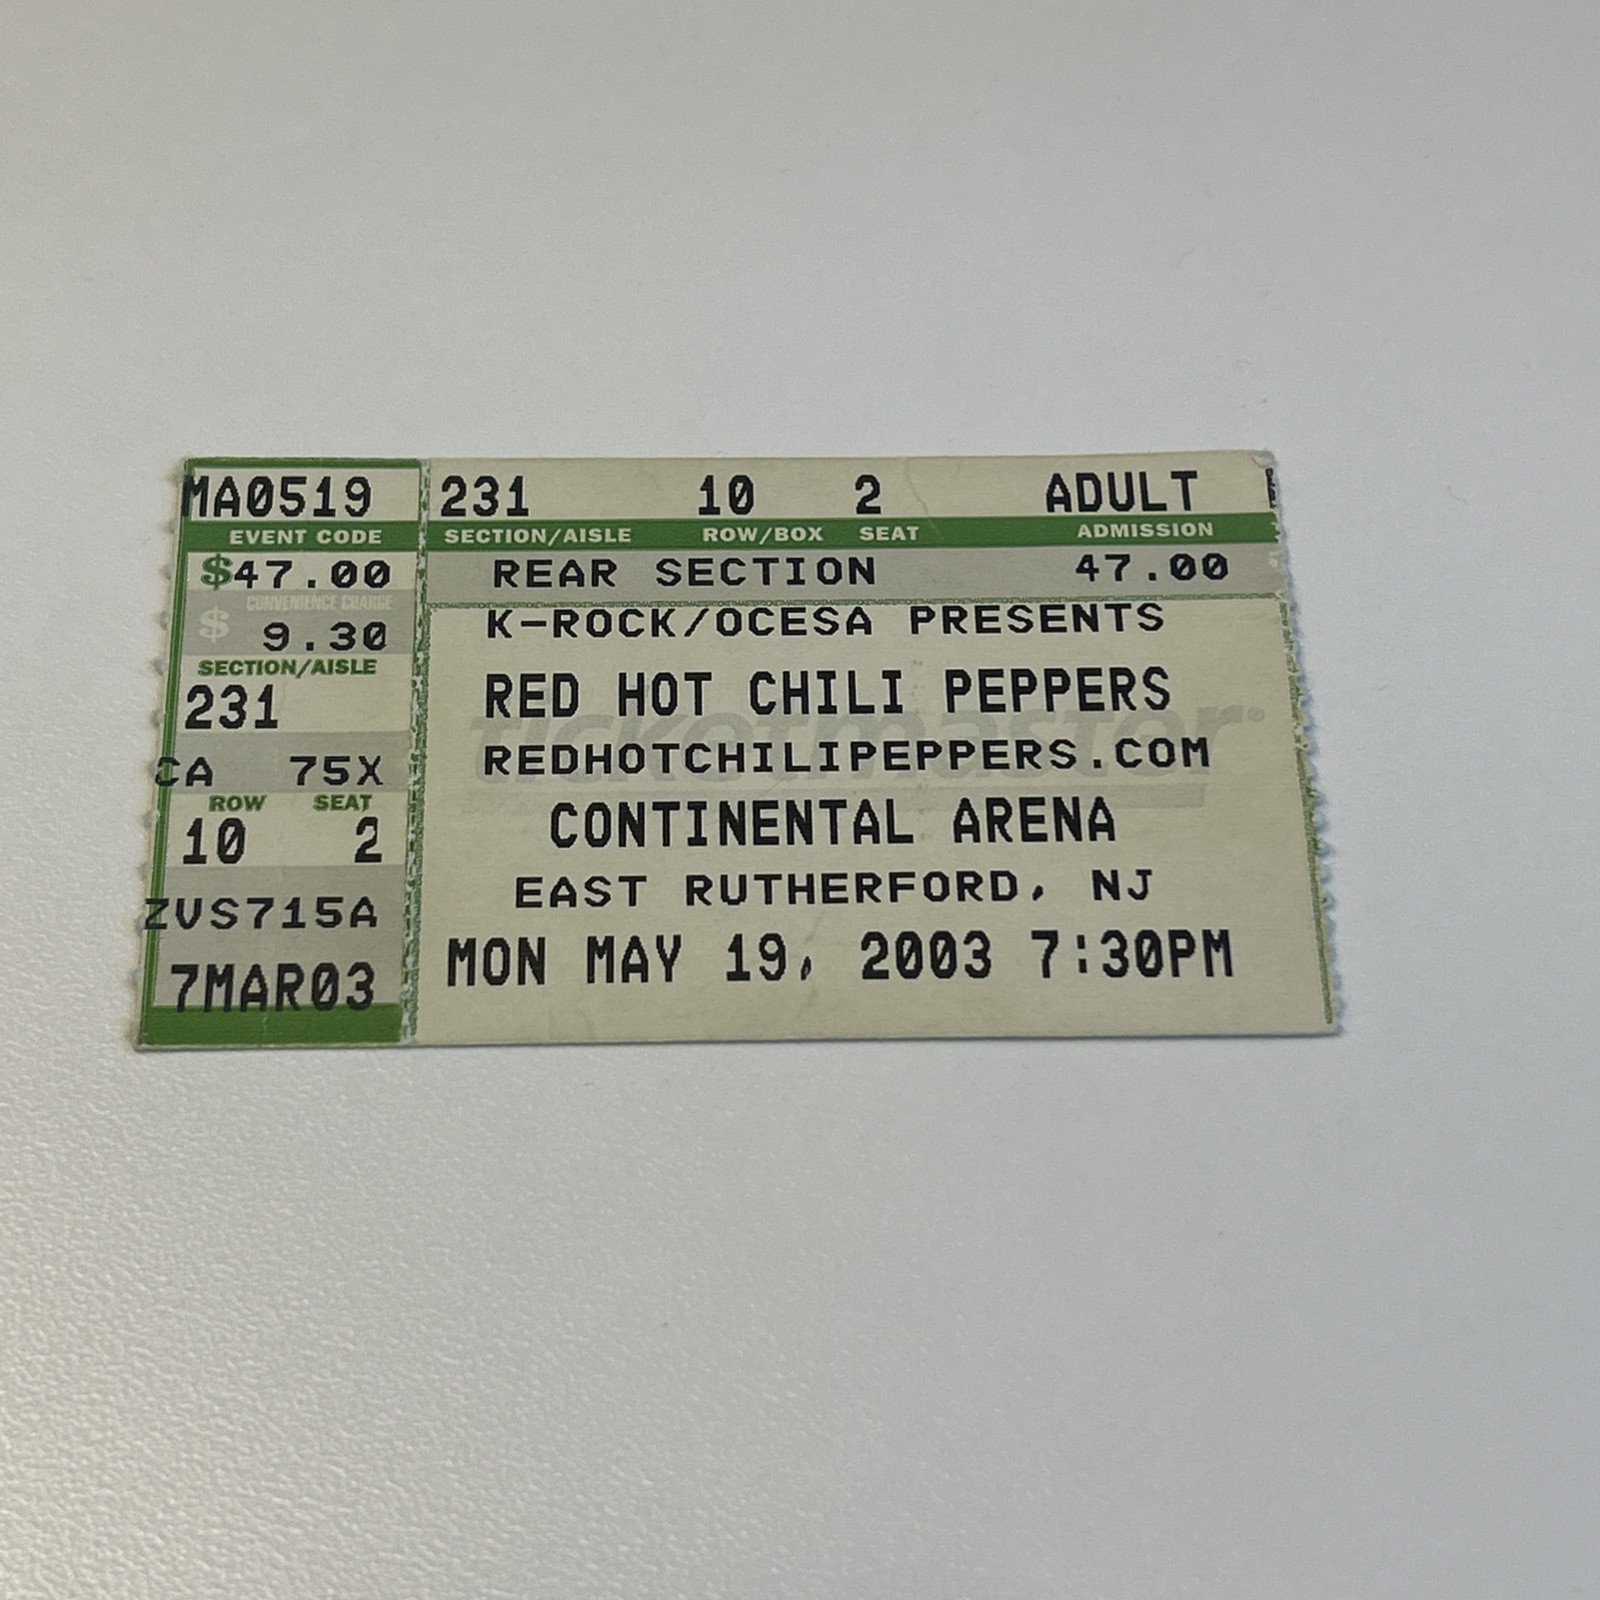 MA0519
EVENT CODE
$47.00
CONVENIENCE CHARGE
$ 9.30
SECTION/AISLE
231
CA 75X
ROW SEAT
10 2
ZVS715A
7MAR03
231 10 2 ADULT
SECTION/AISLE ROW/BOX SEAT ADMISSION
REAR SECTION 47.00
K-ROCK/OCESA PRESENTS
RED HOT CHILI PEPPERS
ticketmaster®
REDHOTCHILIPEPPERS.COM
CONTINENTAL ARENA
EAST RUTHERFORD, NJ
MON MAY 19, 2003 7:30PM